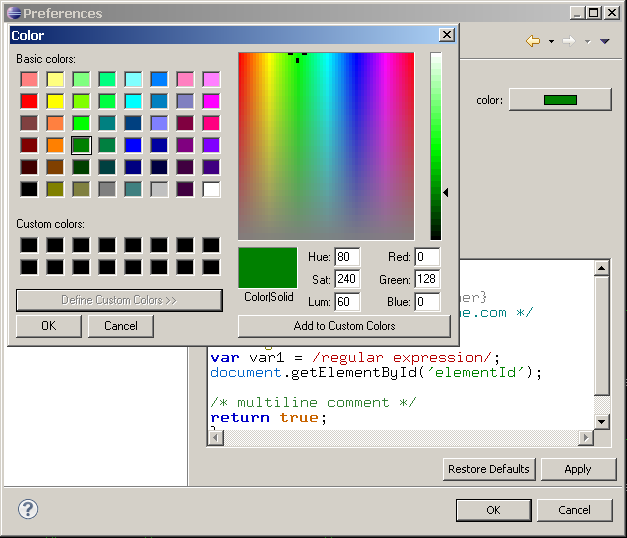 Preferences
Color
Basic colors:
Custom colors:
Define Custom Colors >>
OK
Cancel
Color|Solid
Hue: 80
Sat: 240
Lum: 60
Red: 0
Green: 128
Blue: 0
Add to Custom Colors
color:
er}
e.com */
var var1 = /regular expression/;
document.getElementById('elementId');
/* multiline comment */
return true;
}
Restore Defaults
Apply
?
OK
Cancel